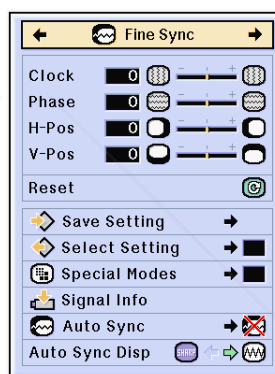 Fine Sync
Clock 0 - +
Phase 0 - +
H-Pos 0 - +
V-Pos 0 - +
Reset
Save Setting
Select Setting
Special Modes
Signal Info
Auto Sync
Auto Sync Disp SHARP